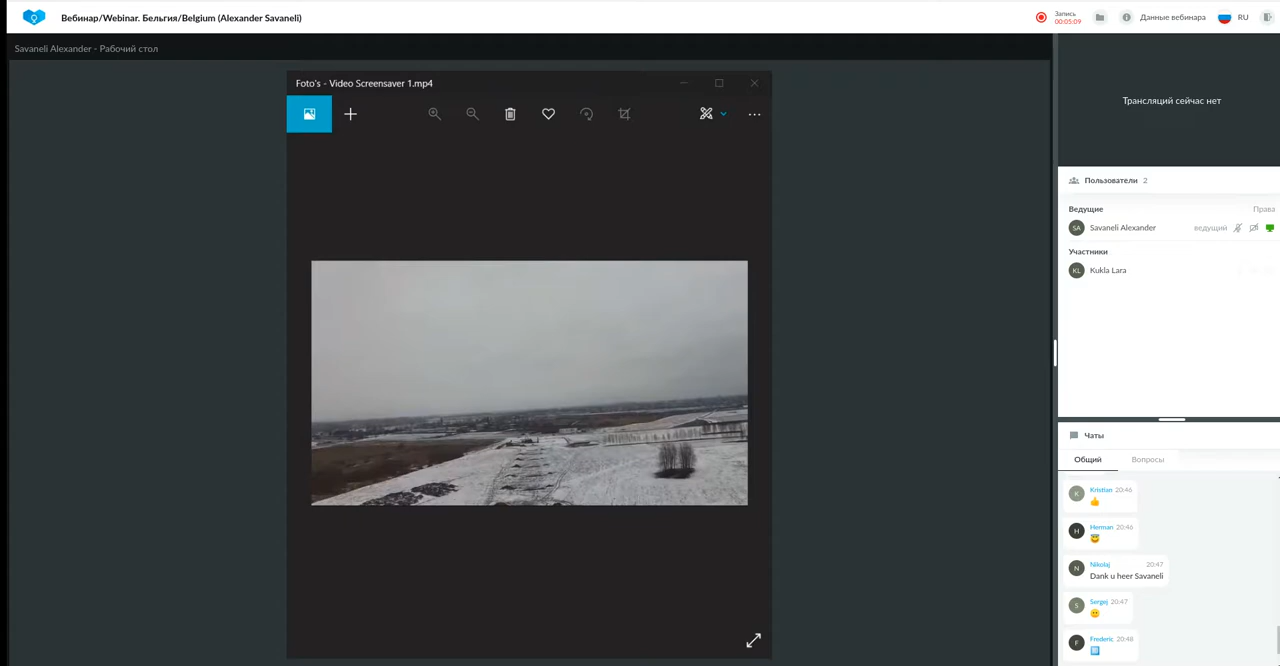 Вебинар/Webinar. Бельгия/Belgium (Alexander Savaneli)
Запись
00:05:09
Данные вебинара
RU
Savaneli Alexander - Рабочий стол
Foto's - Video Screensaver 1.mp4
Трансляций сейчас нет
Пользователи 2
Ведущие Права
SA Savaneli Alexander ведущий
Участники
KL Kukla Lara
Чаты
Общий Вопросы
K Kristian 20:46
👍
H Herman 20:46
😇
N Nikolaj 20:47
Dank u heer Savaneli
S Sergej 20:47
🙂
F Frederic 20:48